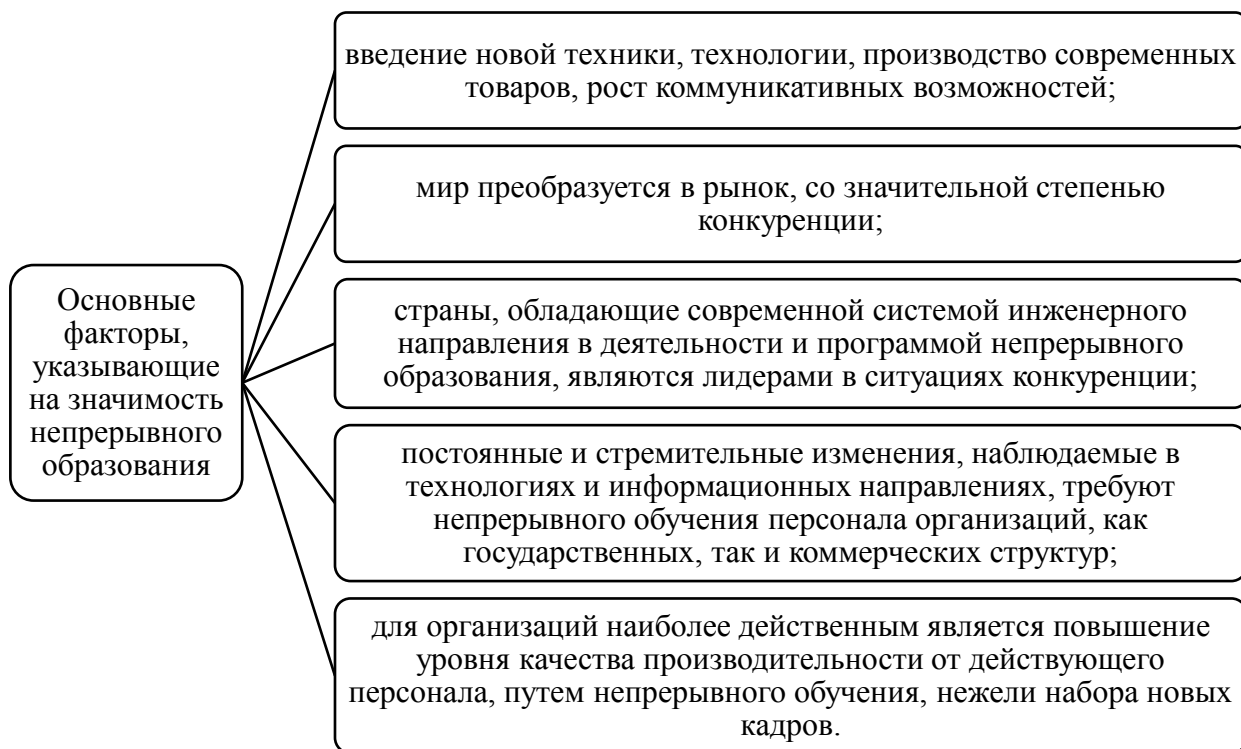 Основные
факторы,
указывающие
на значимость
непрерывного
образования
введение новой техники, технологии, производство современных
товаров, рост коммуникативных возможностей;
мир преобразуется в рынок, со значительной степенью
конкуренции;
страны, обладающие современной системой инженерного
направления в деятельности и программой непрерывного
образования, являются лидерами в ситуациях конкуренции;
постоянные и стремительные изменения, наблюдаемые в
технологиях и информационных направлениях, требуют
непрерывного обучения персонала организаций, как
государственных, так и коммерческих структур;
для организаций наиболее действенным является повышение
уровня качества производительности от действующего
персонала, путем непрерывного обучения, нежели набора новых
кадров.